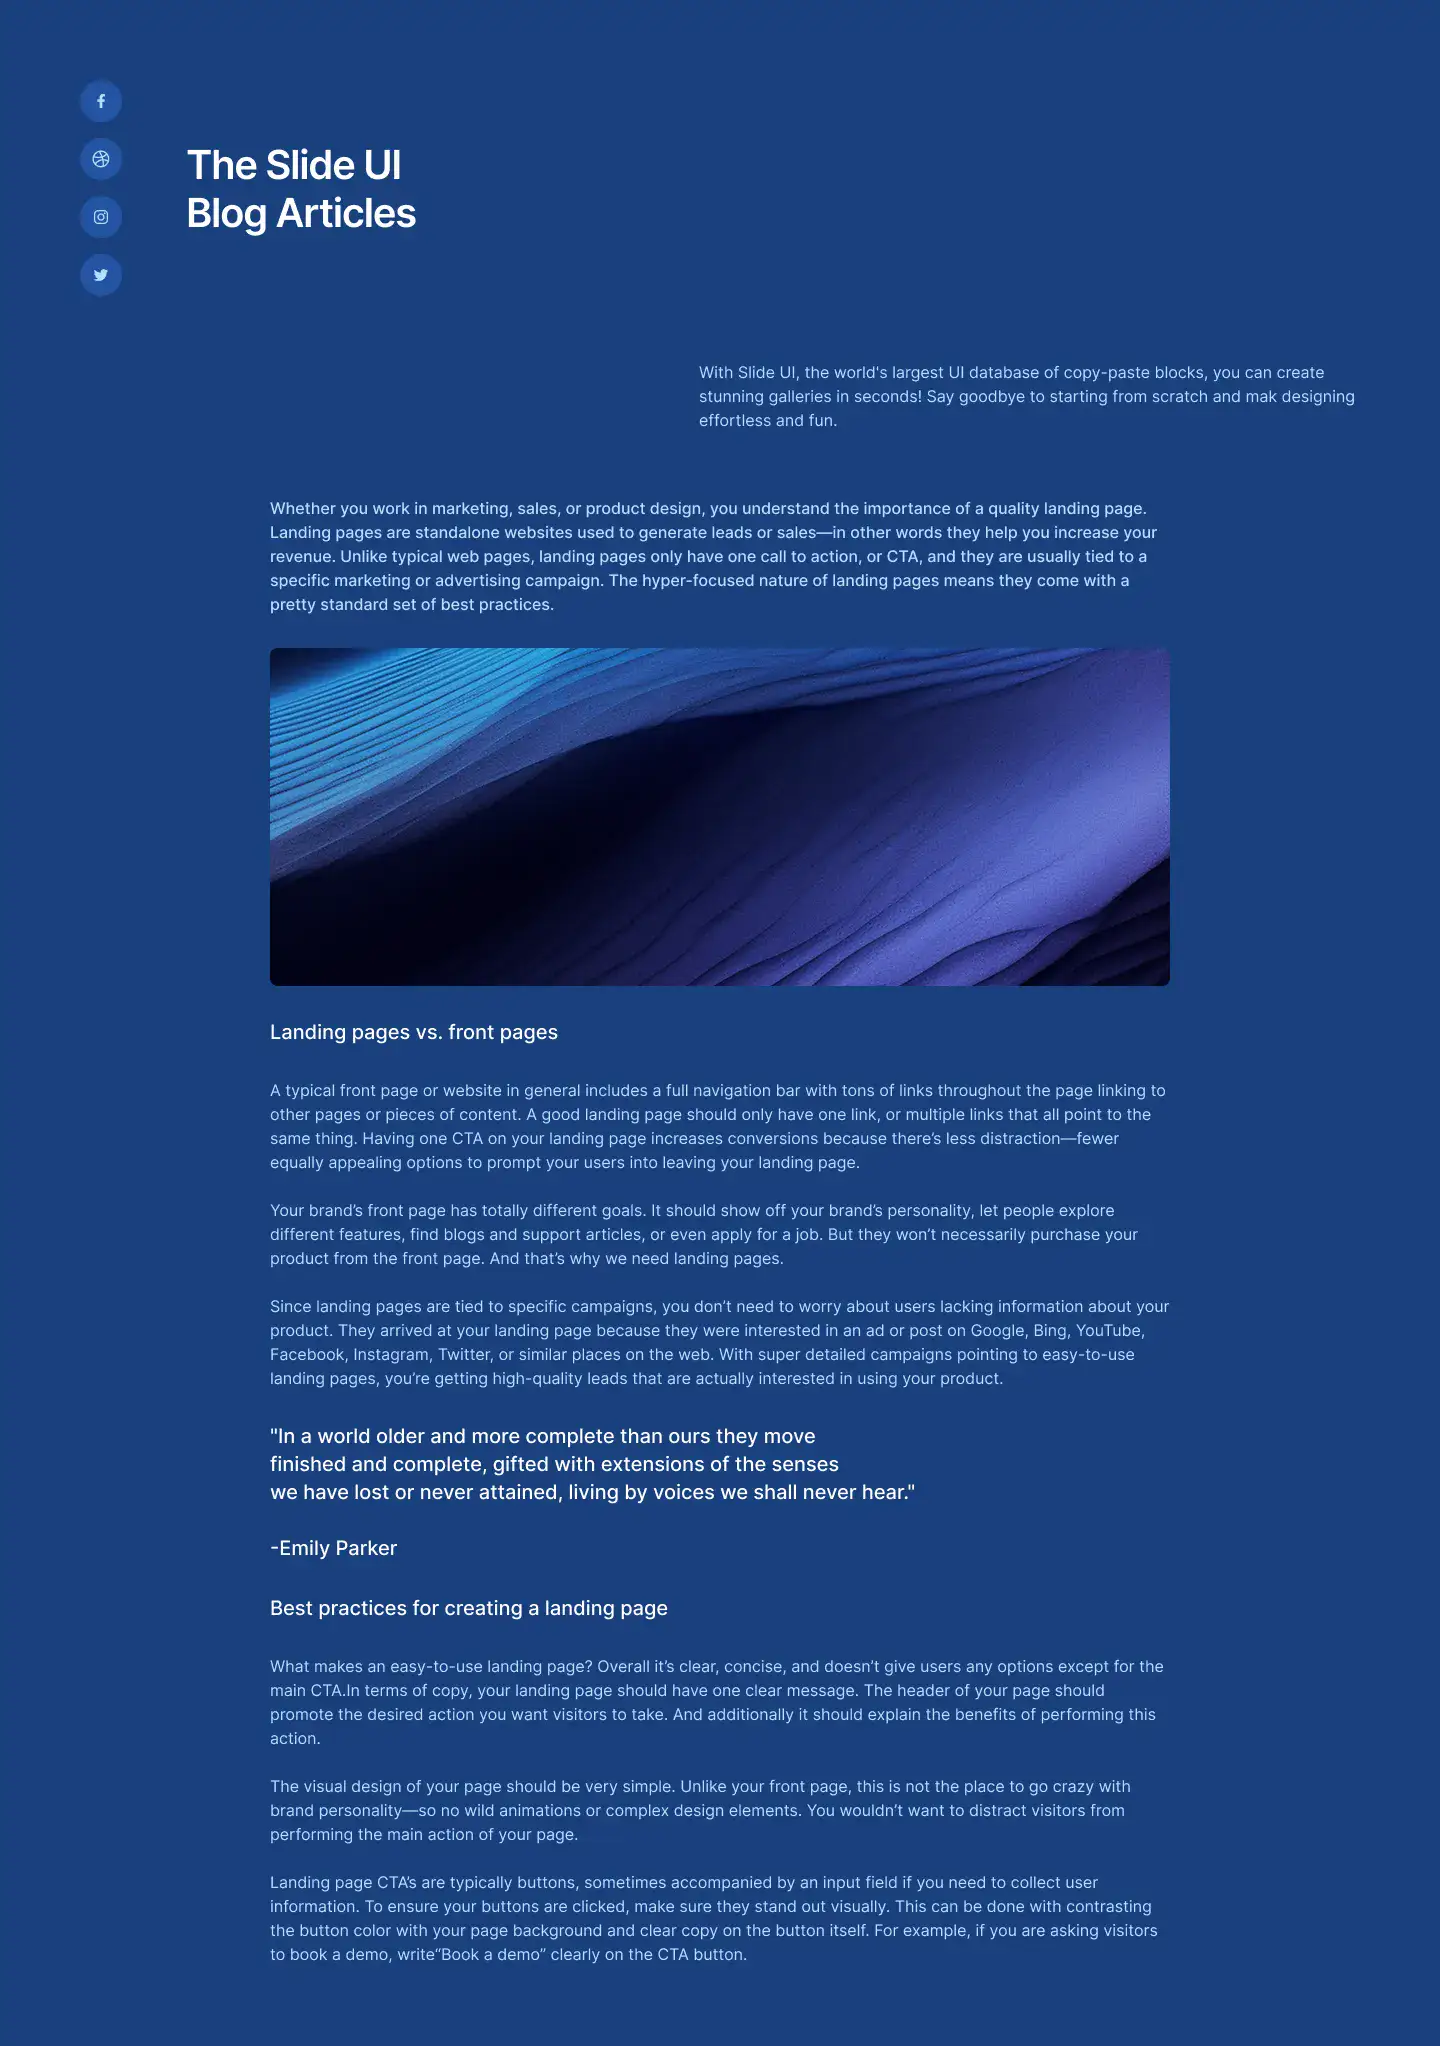 The Slide UI
Blog Articles
With Slide UI, the world's largest UI database of copy-paste blocks, you can create
stunning galleries in seconds! Say goodbye to starting from scratch and mak designing
effortless and fun.
Whether you work in marketing, sales, or product design, you understand the importance of a quality landing page.
Landing pages are standalone websites used to generate leads or sales—in other words they help you increase your
revenue. Unlike typical web pages, landing pages only have one call to action, or CTA, and they are usually tied to a
specific marketing or advertising campaign. The hyper-focused nature of landing pages means they come with a
pretty standard set of best practices.
Landing pages vs. front pages
A typical front page or website in general includes a full navigation bar with tons of links throughout the page linking to
other pages or pieces of content. A good landing page should only have one link, or multiple links that all point to the
same thing. Having one CTA on your landing page increases conversions because there’s less distraction—fewer
equally appealing options to prompt your users into leaving your landing page.
Your brand’s front page has totally different goals. It should show off your brand’s personality, let people explore
different features, find blogs and support articles, or even apply for a job. But they won’t necessarily purchase your
product from the front page. And that’s why we need landing pages.
Since landing pages are tied to specific campaigns, you don’t need to worry about users lacking information about your
product. They arrived at your landing page because they were interested in an ad or post on Google, Bing, YouTube,
Facebook, Instagram, Twitter, or similar places on the web. With super detailed campaigns pointing to easy-to-use
landing pages, you’re getting high-quality leads that are actually interested in using your product.
"In a world older and more complete than ours they move
finished and complete, gifted with extensions of the senses
we have lost or never attained, living by voices we shall never hear."
-Emily Parker
Best practices for creating a landing page
What makes an easy-to-use landing page? Overall it’s clear, concise, and doesn’t give users any options except for the
main CTA.In terms of copy, your landing page should have one clear message. The header of your page should
promote the desired action you want visitors to take. And additionally it should explain the benefits of performing this
action.
The visual design of your page should be very simple. Unlike your front page, this is not the place to go crazy with
brand personality—so no wild animations or complex design elements. You wouldn’t want to distract visitors from
performing the main action of your page.
Landing page CTA’s are typically buttons, sometimes accompanied by an input field if you need to collect user
information. To ensure your buttons are clicked, make sure they stand out visually. This can be done with contrasting
the button color with your page background and clear copy on the button itself. For example, if you are asking visitors
to book a demo, write“Book a demo” clearly on the CTA button.